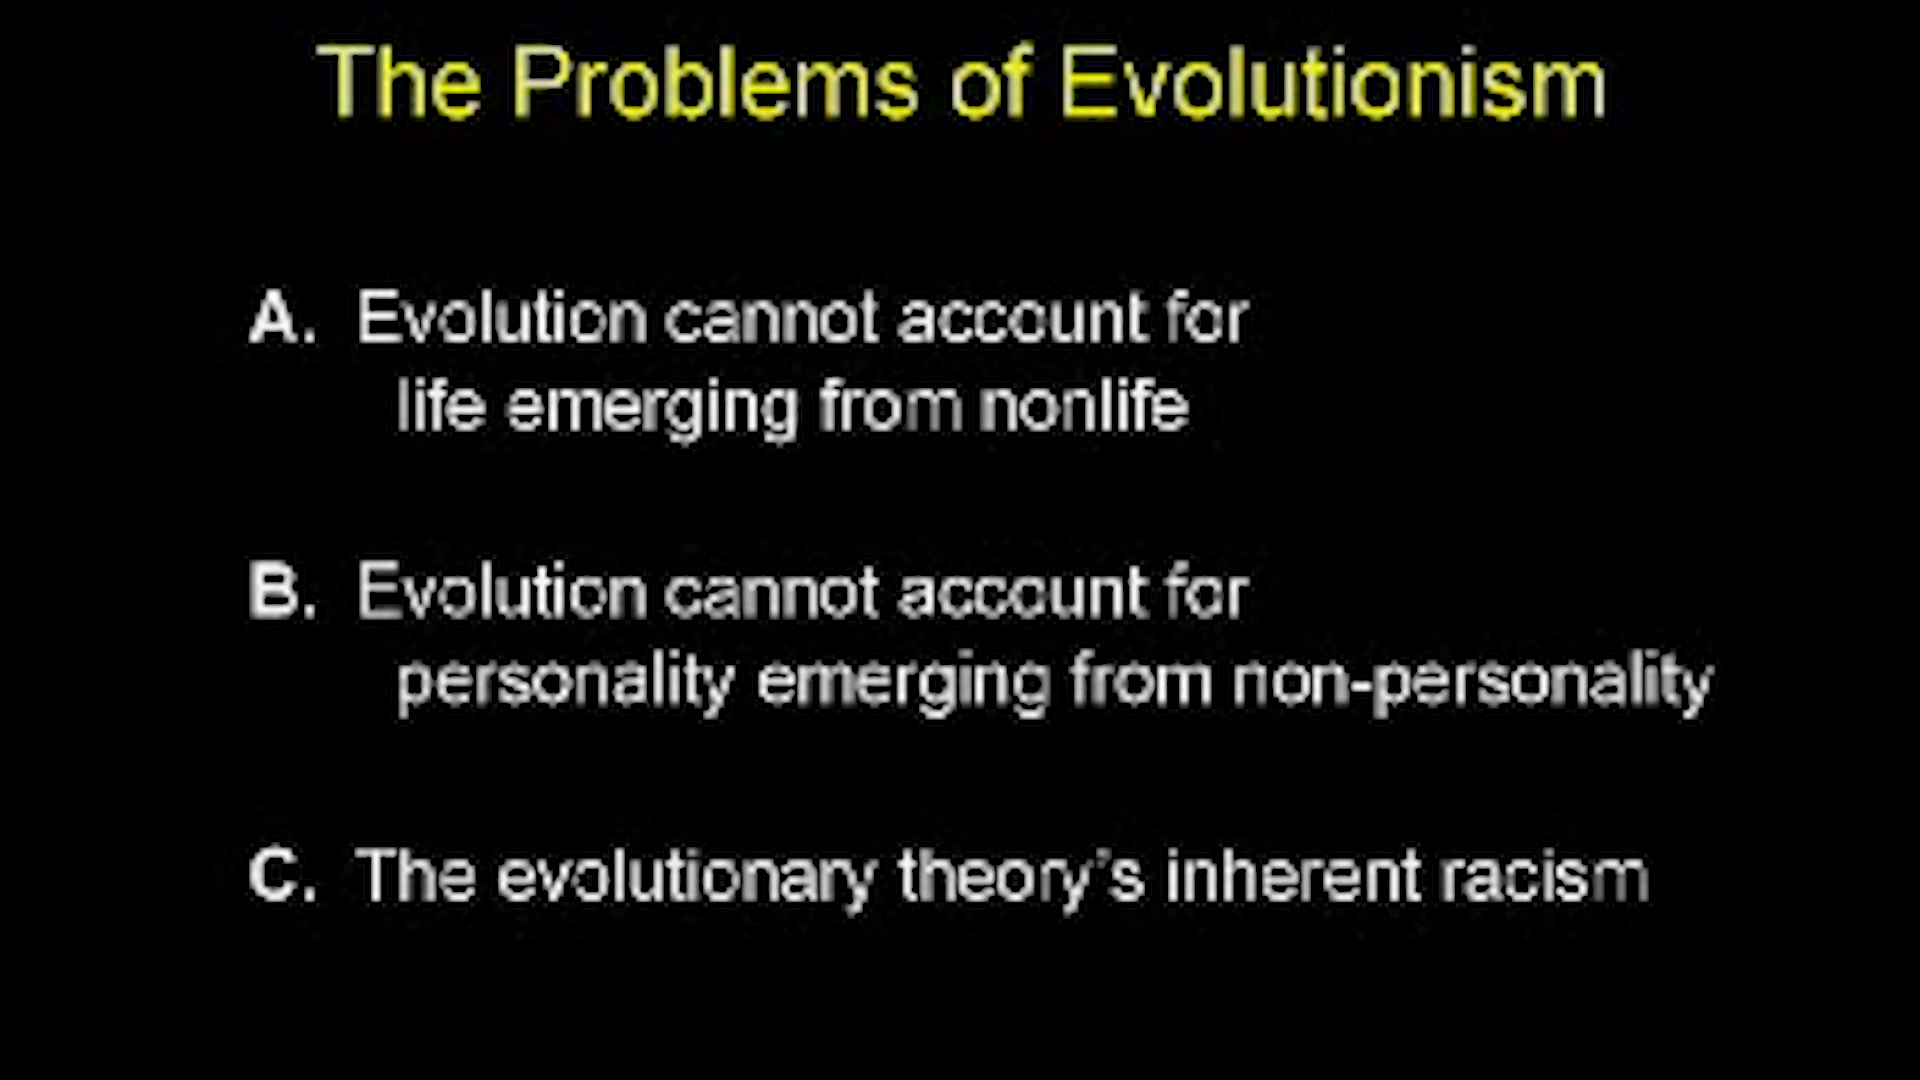 The Problems of Evolutionism
A. Evolution cannot account for
life emerging from nonlife
B. Evolution cannot account for
personality emerging from non-personality
C. The evolutionary theory's inherent racism